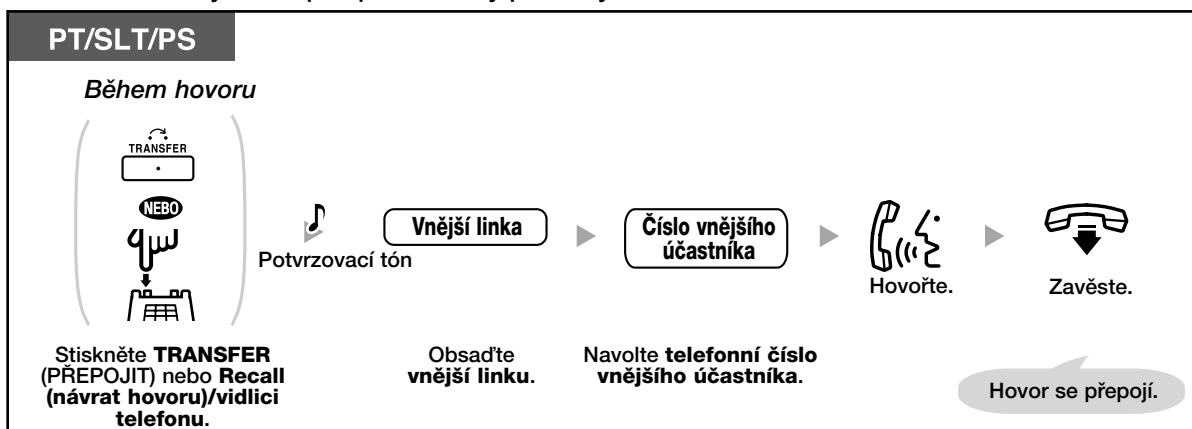 PT/SLT/PS
Během hovoru
TRANSFER
NEBO
Potvrzovací tón
Vnější linka
Číslo vnějšího
účastníka
Hovořte.
Zavěste.
Stiskněte TRANSFER
(PŘEPOJIT) nebo Recall
(návrat hovoru)/vidlici
telefonu.
Obsaďte
vnější linku.
Navolte telefonní číslo
vnějšího účastníka.
Hovor se přepojí.